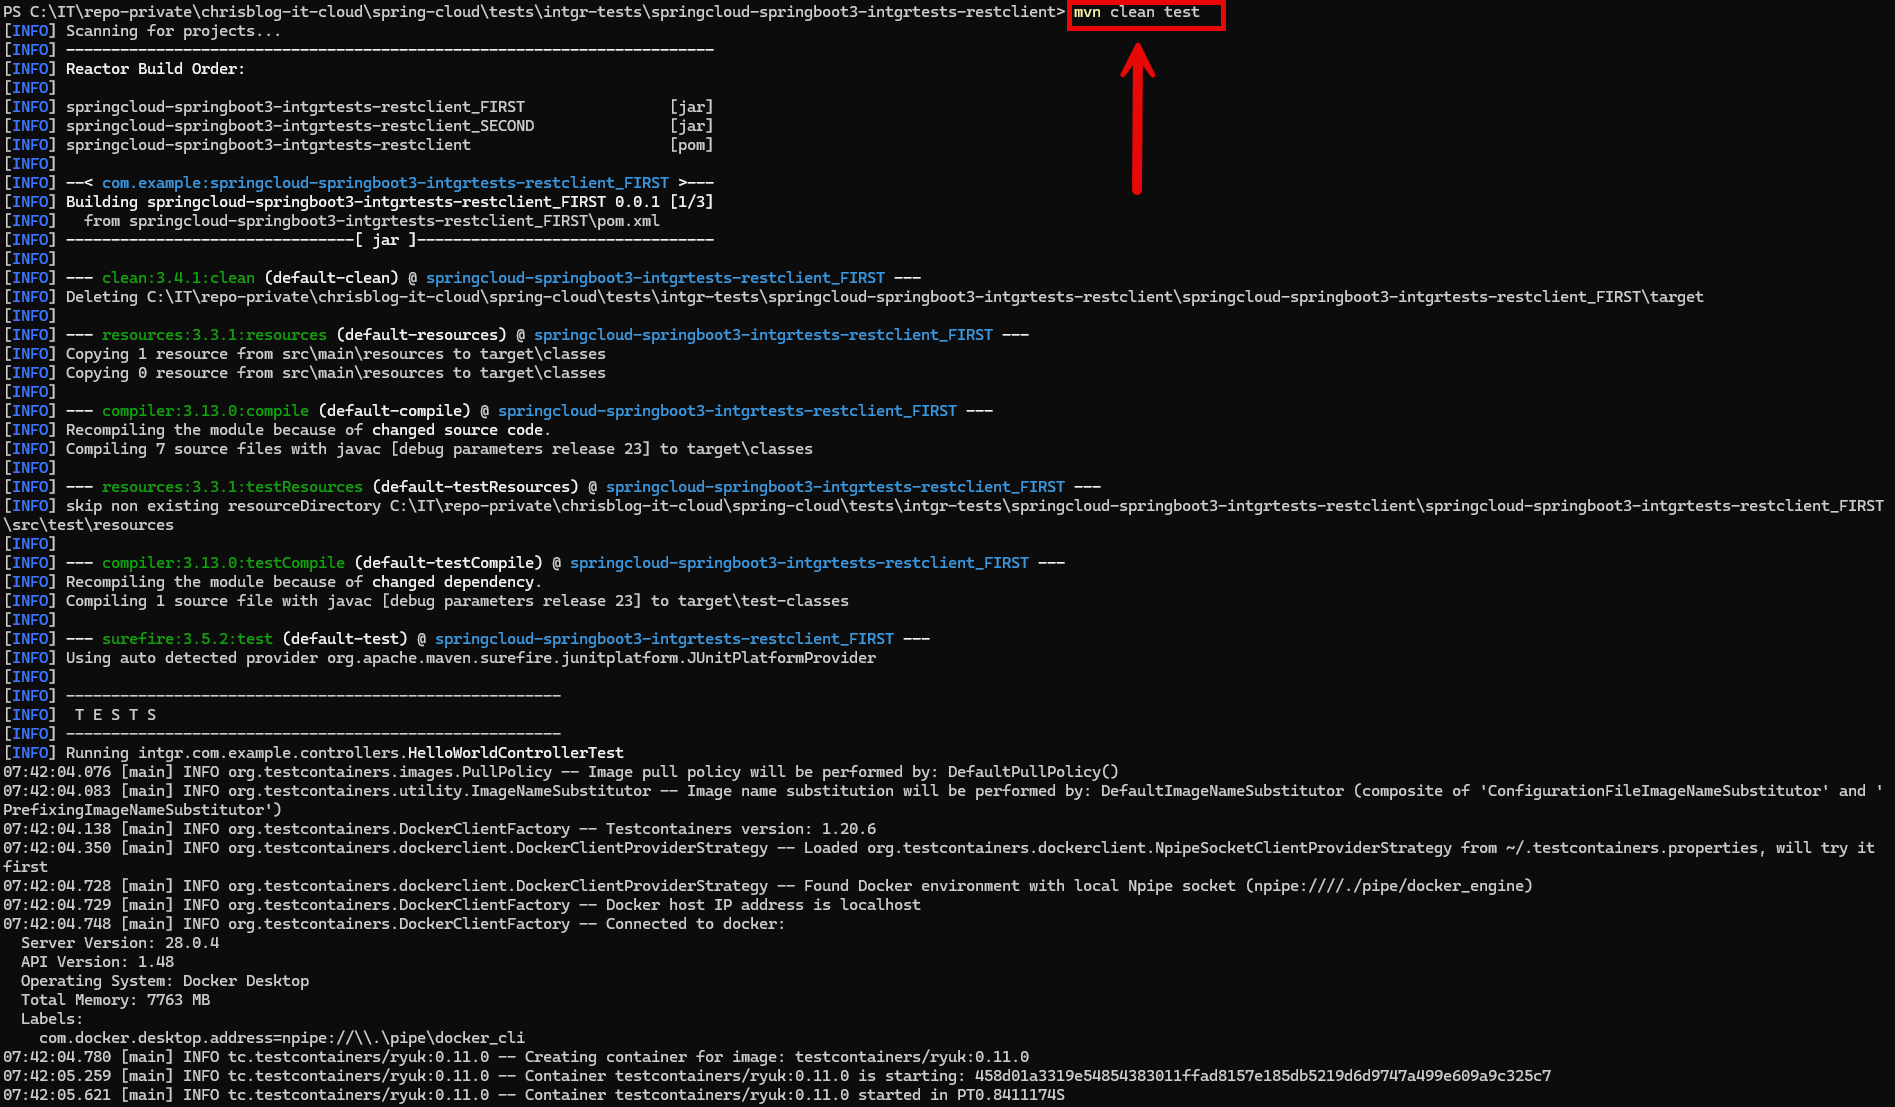 PS C:\IT\repo-private\chrisblog-it-cloud\spring-cloud\tests\intgr-tests\springcloud-springboot3-intgrtests-restclient> mvn clean test
[INFO] Scanning for projects...
[INFO] ------------------------------------------------------------------------
[INFO] Reactor Build Order:
[INFO]
[INFO] springcloud-springboot3-intgrtests-restclient_FIRST                [jar]
[INFO] springcloud-springboot3-intgrtests-restclient_SECOND               [jar]
[INFO] springcloud-springboot3-intgrtests-restclient                      [pom]
[INFO]
[INFO] --< com.example:springcloud-springboot3-intgrtests-restclient_FIRST >---
[INFO] Building springcloud-springboot3-intgrtests-restclient_FIRST 0.0.1 [1/3]
[INFO]   from springcloud-springboot3-intgrtests-restclient_FIRST\pom.xml
[INFO] --------------------------------[ jar ]---------------------------------
[INFO]
[INFO] --- clean:3.4.1:clean (default-clean) @ springcloud-springboot3-intgrtests-restclient_FIRST ---
[INFO] Deleting C:\IT\repo-private\chrisblog-it-cloud\spring-cloud\tests\intgr-tests\springcloud-springboot3-intgrtests-restclient\springcloud-springboot3-intgrtests-restclient_FIRST\target
[INFO]
[INFO] --- resources:3.3.1:resources (default-resources) @ springcloud-springboot3-intgrtests-restclient_FIRST ---
[INFO] Copying 1 resource from src\main\resources to target\classes
[INFO] Copying 0 resource from src\main\resources to target\classes
[INFO]
[INFO] --- compiler:3.13.0:compile (default-compile) @ springcloud-springboot3-intgrtests-restclient_FIRST ---
[INFO] Recompiling the module because of changed source code.
[INFO] Compiling 7 source files with javac [debug parameters release 23] to target\classes
[INFO]
[INFO] --- resources:3.3.1:testResources (default-testResources) @ springcloud-springboot3-intgrtests-restclient_FIRST ---
[INFO] skip non existing resourceDirectory C:\IT\repo-private\chrisblog-it-cloud\spring-cloud\tests\intgr-tests\springcloud-springboot3-intgrtests-restclient\springcloud-springboot3-intgrtests-restclient_FIRST
\src\test\resources
[INFO]
[INFO] --- compiler:3.13.0:testCompile (default-testCompile) @ springcloud-springboot3-intgrtests-restclient_FIRST ---
[INFO] Recompiling the module because of changed dependency.
[INFO] Compiling 1 source file with javac [debug parameters release 23] to target\test-classes
[INFO]
[INFO] --- surefire:3.5.2:test (default-test) @ springcloud-springboot3-intgrtests-restclient_FIRST ---
[INFO] Using auto detected provider org.apache.maven.surefire.junitplatform.JUnitPlatformProvider
[INFO]
[INFO] -------------------------------------------------------
[INFO]  T E S T S
[INFO] -------------------------------------------------------
[INFO] Running intgr.com.example.controllers.HelloWorldControllerTest
07:42:04.076 [main] INFO org.testcontainers.images.PullPolicy -- Image pull policy will be performed by: DefaultPullPolicy()
07:42:04.083 [main] INFO org.testcontainers.utility.ImageNameSubstitutor -- Image name substitution will be performed by: DefaultImageNameSubstitutor (composite of 'ConfigurationFileImageNameSubstitutor' and '
PrefixingImageNameSubstitutor')
07:42:04.138 [main] INFO org.testcontainers.DockerClientFactory -- Testcontainers version: 1.20.6
07:42:04.350 [main] INFO org.testcontainers.dockerclient.DockerClientProviderStrategy -- Loaded org.testcontainers.dockerclient.NpipeSocketClientProviderStrategy from ~/.testcontainers.properties, will try it
first
07:42:04.728 [main] INFO org.testcontainers.dockerclient.DockerClientProviderStrategy -- Found Docker environment with local Npipe socket (npipe:////./pipe/docker_engine)
07:42:04.729 [main] INFO org.testcontainers.DockerClientFactory -- Docker host IP address is localhost
07:42:04.748 [main] INFO org.testcontainers.DockerClientFactory -- Connected to docker:
  Server Version: 28.0.4
  API Version: 1.48
  Operating System: Docker Desktop
  Total Memory: 7763 MB
  Labels:
    com.docker.desktop.address=npipe://\\.\pipe\docker_cli
07:42:04.780 [main] INFO tc.testcontainers/ryuk:0.11.0 -- Creating container for image: testcontainers/ryuk:0.11.0
07:42:05.259 [main] INFO tc.testcontainers/ryuk:0.11.0 -- Container testcontainers/ryuk:0.11.0 is starting: 458d01a3319e54854383011ffad8157e185db5219d6d9747a499e609a9c325c7
07:42:05.621 [main] INFO tc.testcontainers/ryuk:0.11.0 -- Container testcontainers/ryuk:0.11.0 started in PT0.8411174S